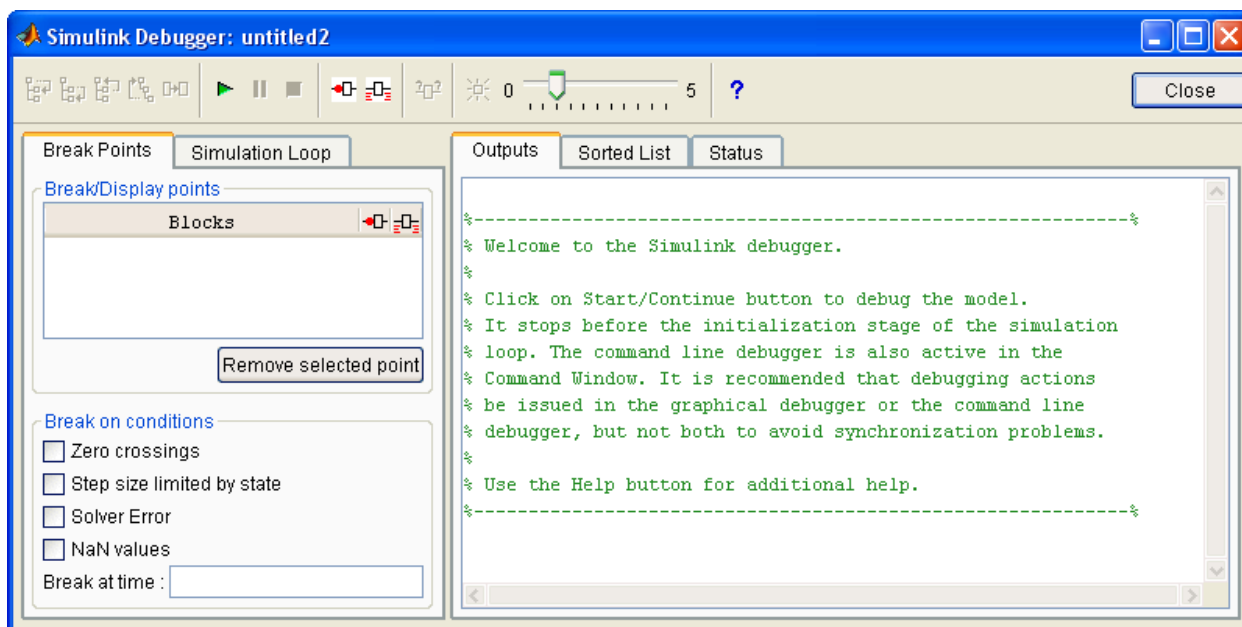 Simulink Debugger: untitled2
0 5 ? Close
Break Points Simulation Loop
Break/Display points
Blocks
Remove selected point
Break on conditions
Zero crossings
Step size limited by state
Solver Error
NaN values
Break at time :
Outputs Sorted List Status
%----------------------------------------------------------%
% Welcome to the Simulink debugger.
%
% Click on Start/Continue button to debug the model.
% It stops before the initialization stage of the simulation
% loop. The command line debugger is also active in the
% Command Window. It is recommended that debugging actions
% be issued in the graphical debugger or the command line
% debugger, but not both to avoid synchronization problems.
%
% Use the Help button for additional help.
%----------------------------------------------------------%